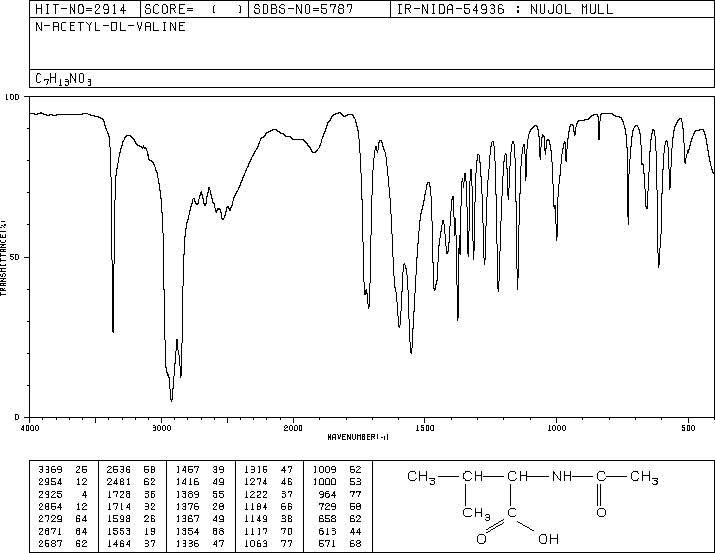 HIT-NO=2914 SCORE= ( ) SDBS-NO=5787 IR-NIDA-54936 : NUJOL MULL
N-ACETYL-DL-VALINE
C7H13NO3
100
50
0
TRANSMITTANCE(%)
4000 3000 2000 1500 1000 500
WAVENUMBER(-1)
3369 25 2536 60 1457 39 1316 47 1009 62
2954 12 2481 62 1416 49 1274 46 1000 53
2925 4 1728 36 1389 55 1222 37 964 77
2854 12 1714 32 1376 28 1184 66 729 58
2729 64 1598 26 1367 49 1149 38 658 62
2671 64 1553 19 1354 68 1117 70 613 44
2587 62 1464 37 1336 47 1063 77 571 68
CH3 CH CH NH C CH3
CH3 C O
O OH